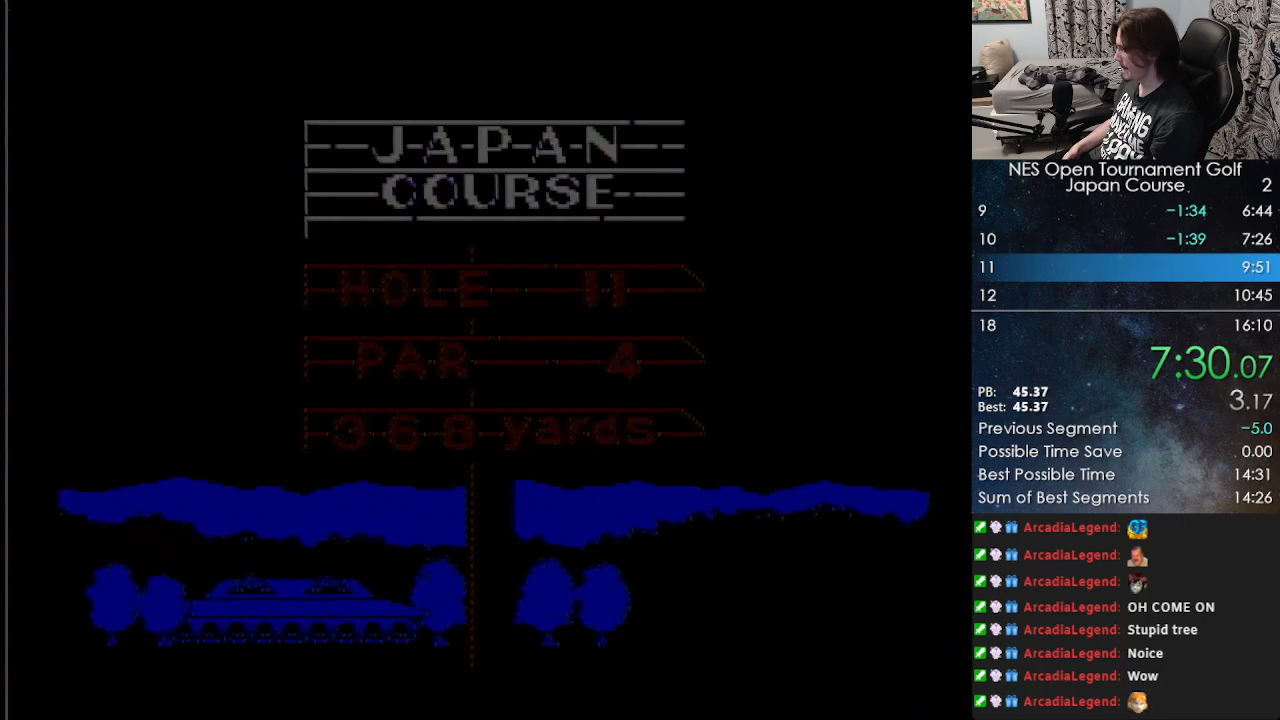 JAPAN
COURSE
HOLE 11
PAR 4
368 yards
NES Open Tournament Golf
Japan Course 2
9 −1:34 6:44
10 −1:39 7:26
11 9:51
12 10:45
18 16:10
7:30.07
PB: 45.37
Best: 45.37
3.17
Previous Segment −5.0
Possible Time Save 0.00
Best Possible Time 14:31
Sum of Best Segments 14:26
ArcadiaLegend:
ArcadiaLegend:
ArcadiaLegend:
ArcadiaLegend: OH COME ON
ArcadiaLegend: Stupid tree
ArcadiaLegend: Noice
ArcadiaLegend: Wow
ArcadiaLegend: